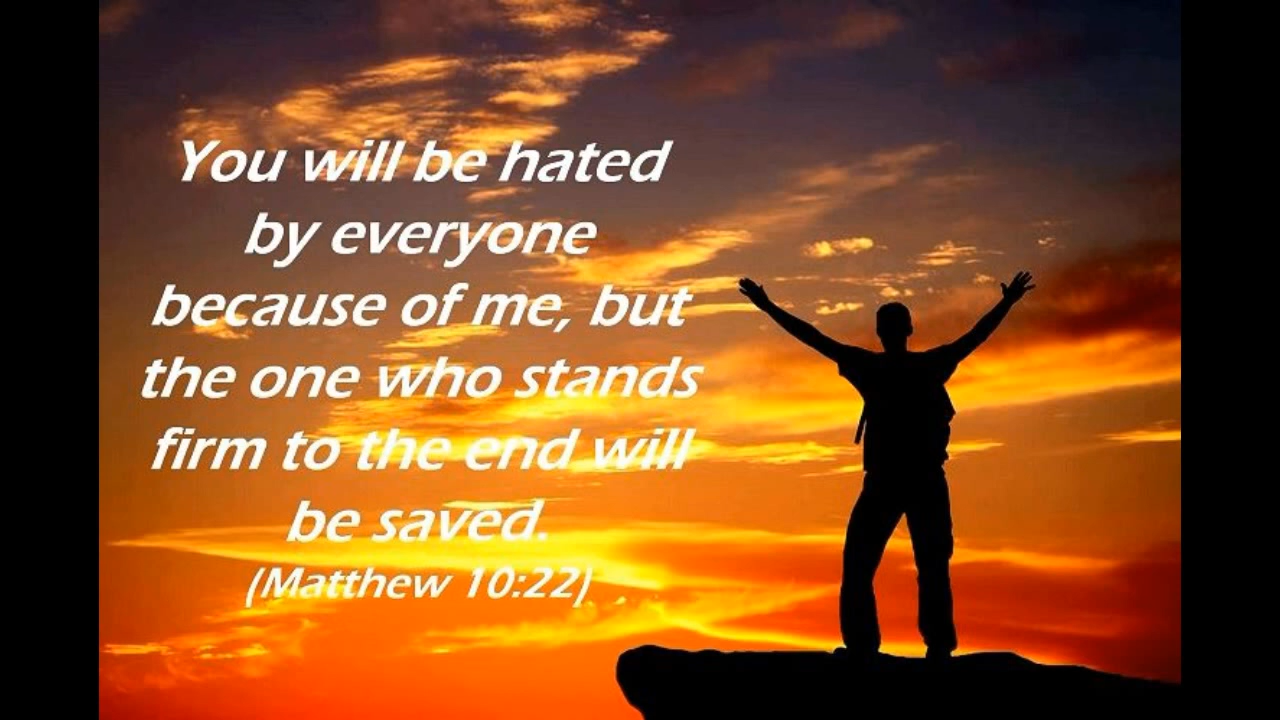 You will be hated
by everyone
because of me, but
the one who stands
firm to the end will
be saved.
(Matthew 10:22)